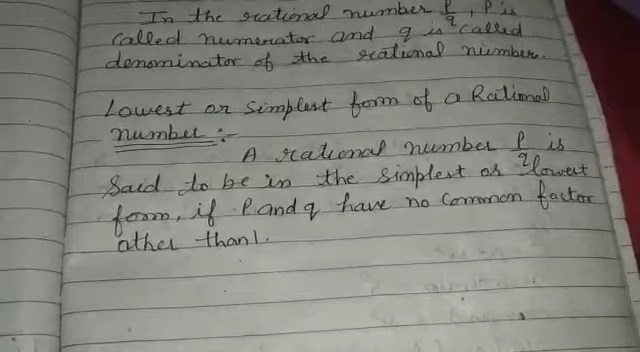 In the rational number p/q, p is
called numerator and q is called
denominator of the rational number.
Lowest or simplest form of a Rational
number :-
A rational number p/q is
said to be in the simplest or lowest
form, if p and q have no common factor
other than 1.